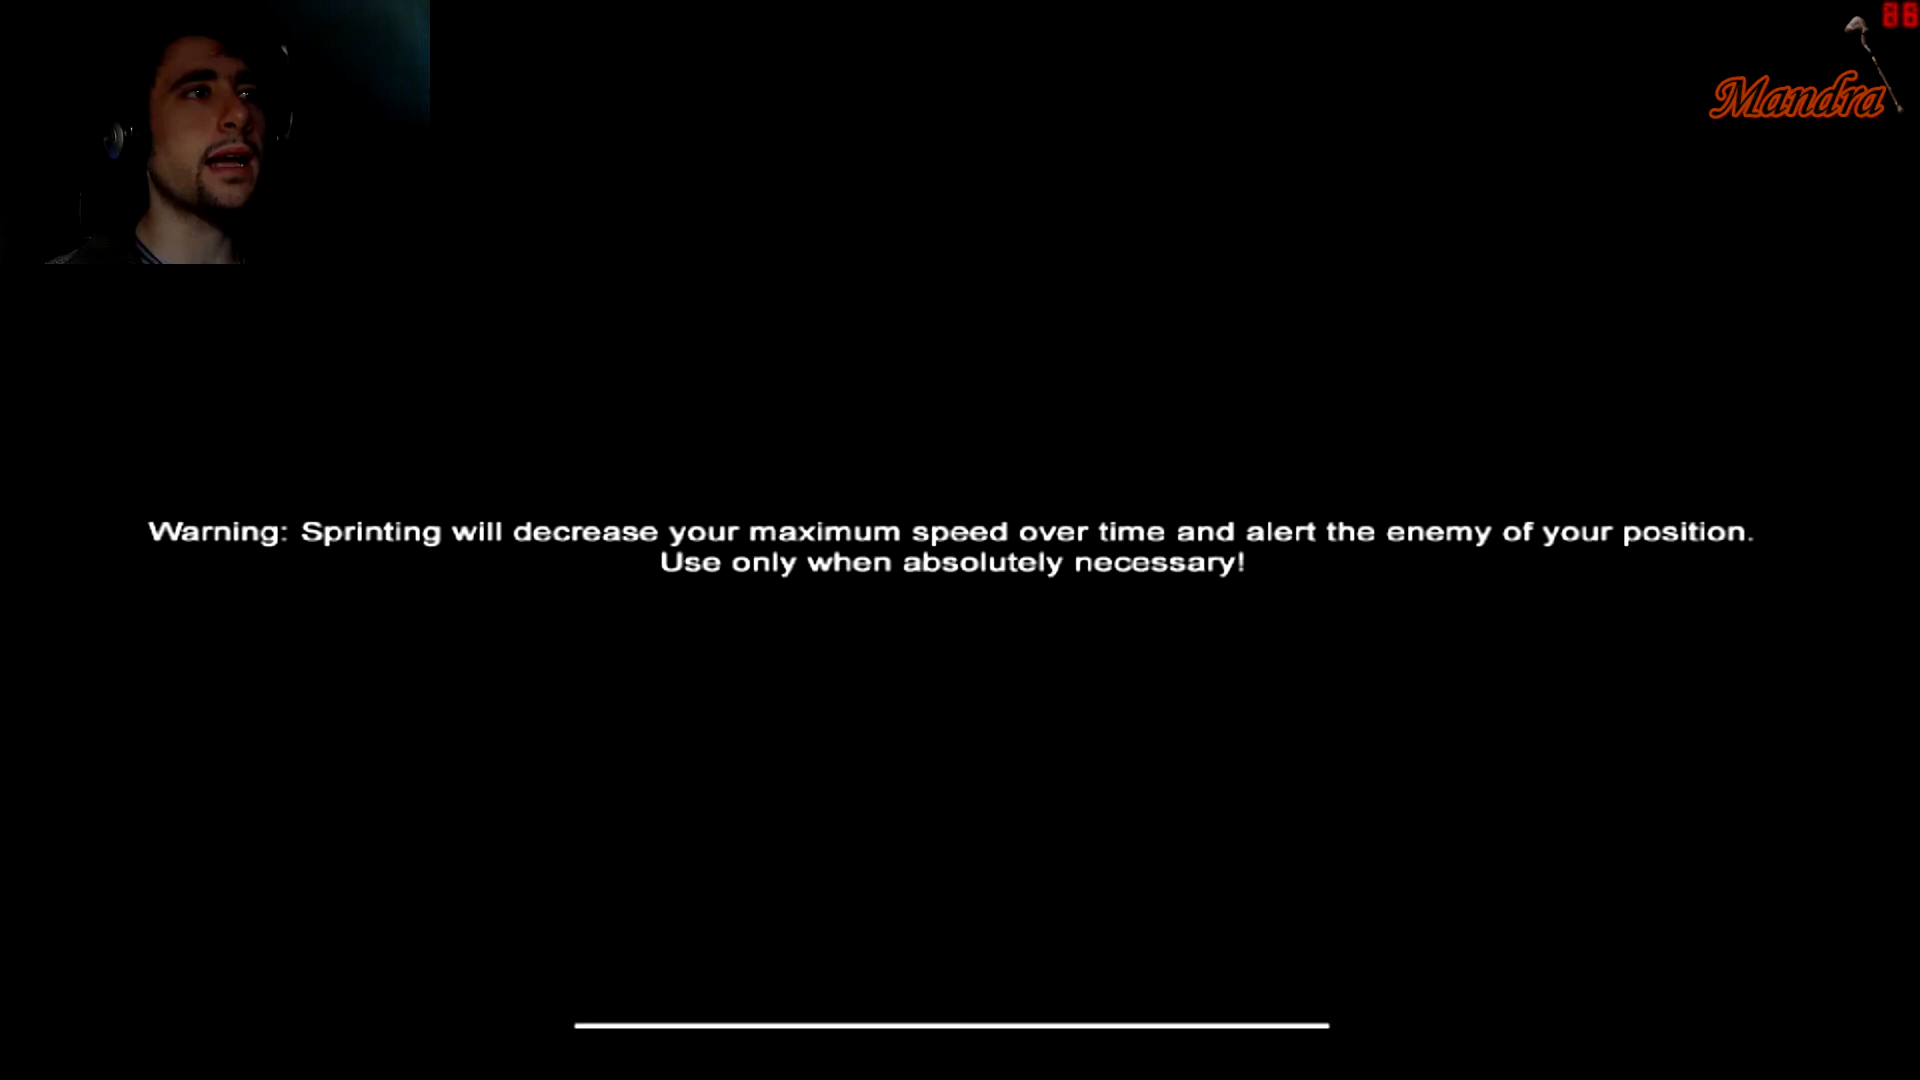 86
Mandra
Warning: Sprinting will decrease your maximum speed over time and alert the enemy of your position.
Use only when absolutely necessary!